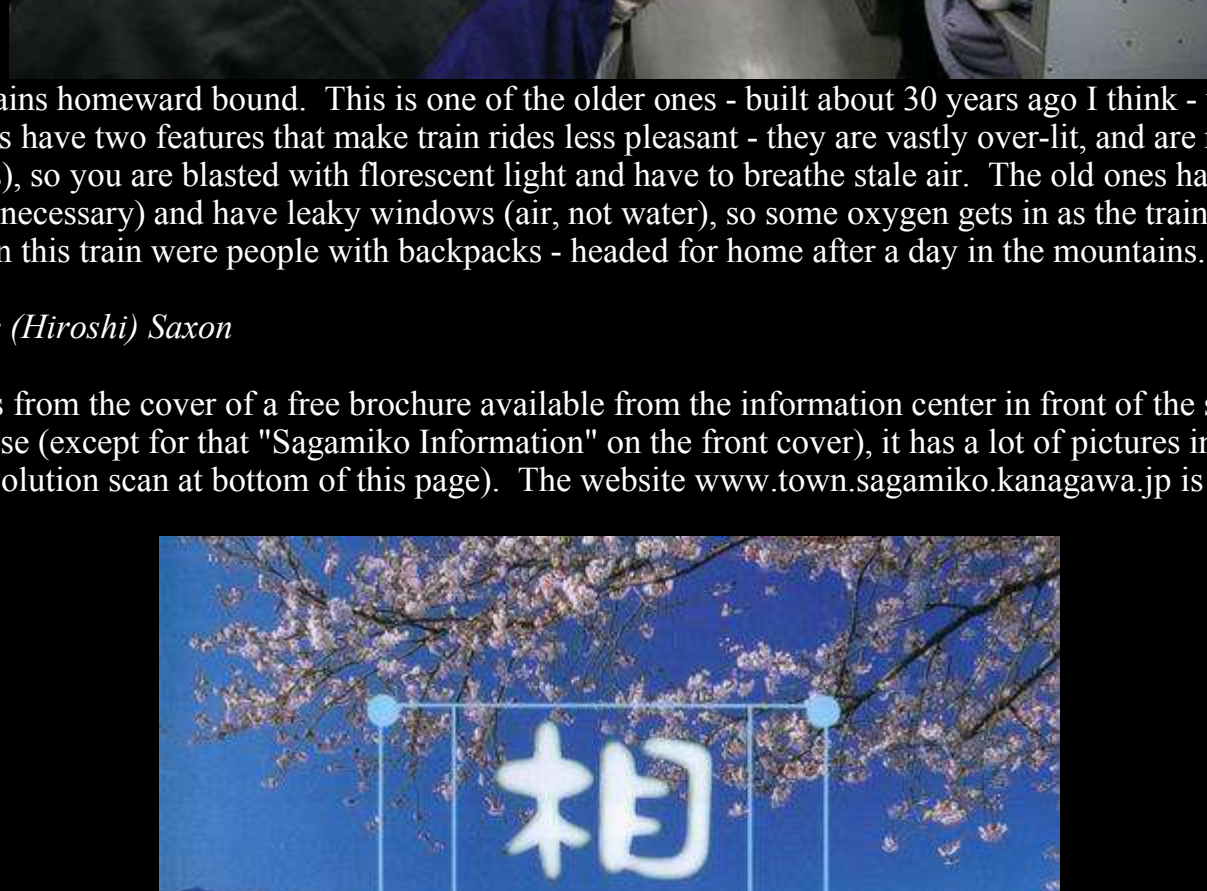 ains homeward bound.  This is one of the older ones - built about 30 years ago I think -
s have two features that make train rides less pleasant - they are vastly over-lit, and are
), so you are blasted with florescent light and have to breathe stale air.  The old ones ha
necessary) and have leaky windows (air, not water), so some oxygen gets in as the train
n this train were people with backpacks - headed for home after a day in the mountains.
(Hiroshi) Saxon
s from the cover of a free brochure available from the information center in front of the s
se (except for that "Sagamiko Information" on the front cover), it has a lot of pictures in
olution scan at bottom of this page).  The website www.town.sagamiko.kanagawa.jp is
相